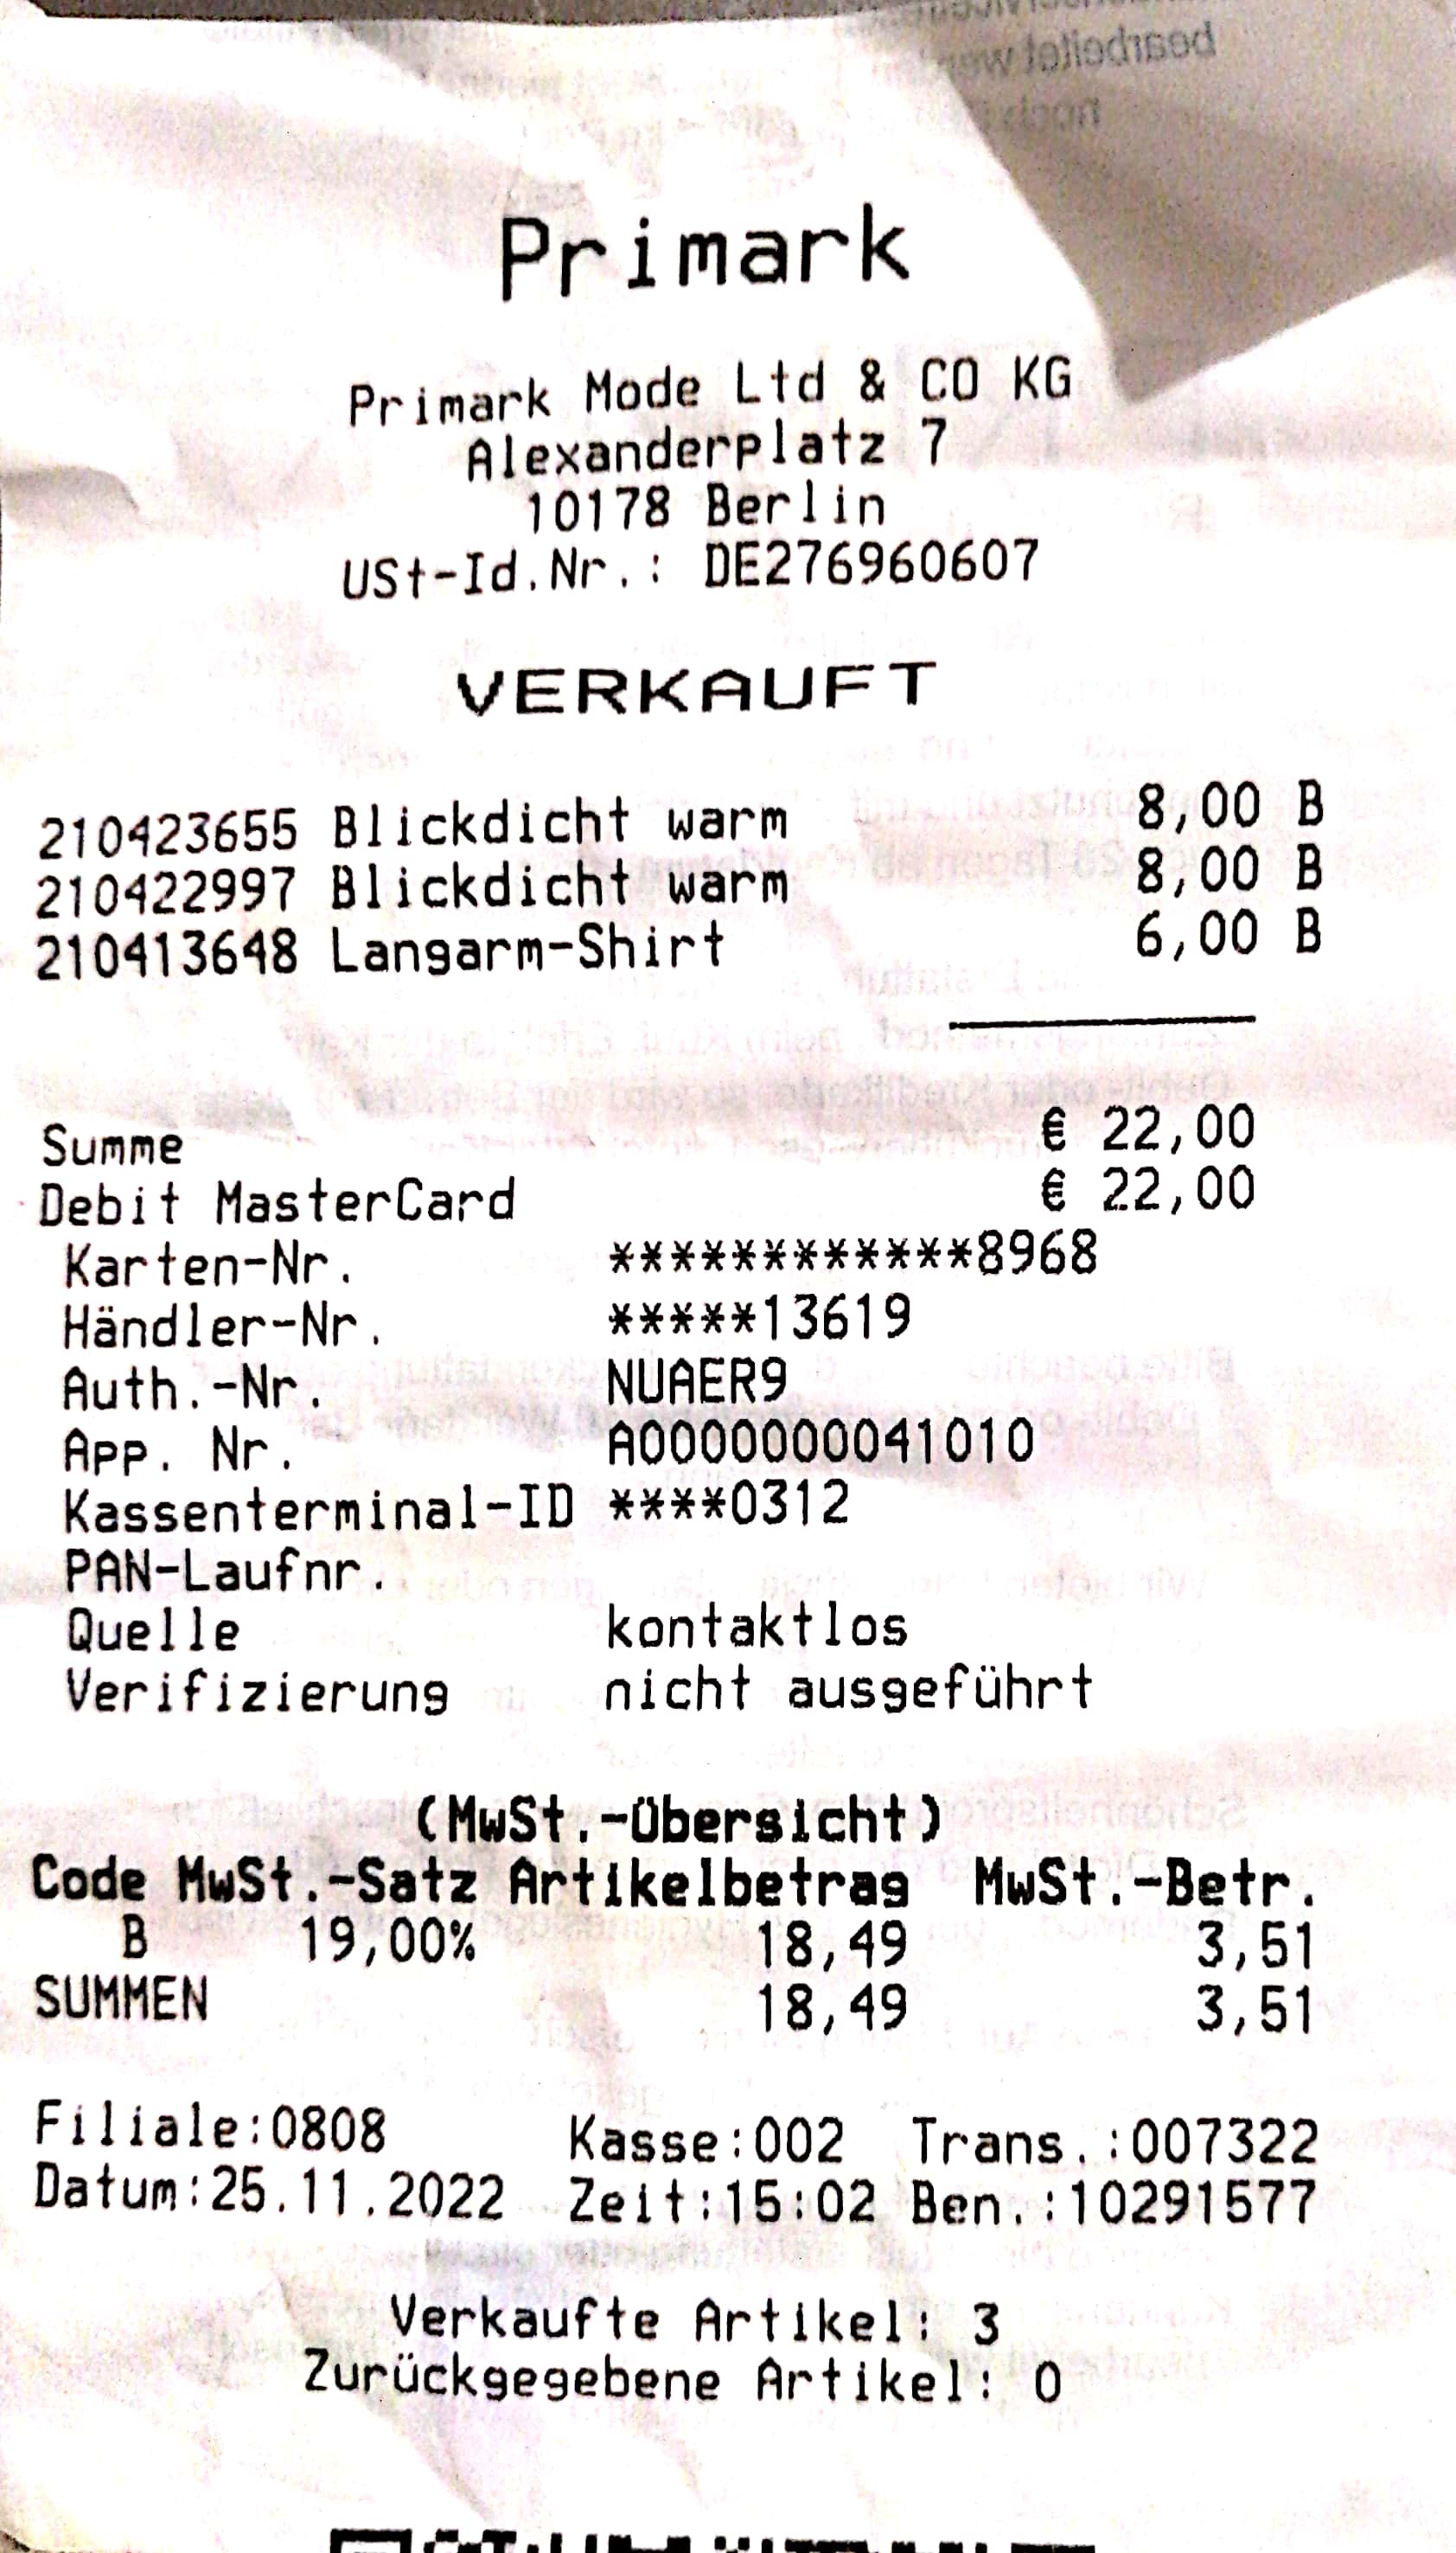 Primark
Primark Mode Ltd & CO KG
Alexanderplatz 7
10178 Berlin
USt-Id.Nr.: DE276960607
VERKAUFT
210423655 Blickdicht warm 8,00 B
210422997 Blickdicht warm 8,00 B
210413648 Langarm-Shirt 6,00 B
Summe € 22,00
Debit MasterCard € 22,00
Karten-Nr. ************8968
Händler-Nr. *****13619
Auth.-Nr. NUAER9
App. Nr. A0000000041010
Kassenterminal-ID ****0312
PAN-Laufnr.
Quelle kontaktlos
Verifizierung nicht ausgeführt
(MwSt.-Übersicht)
Code MwSt.-Satz Artikelbetrag MwSt.-Betr.
B 19,00% 18,49 3,51
SUMMEN 18,49 3,51
Filiale:0808 Kasse:002 Trans.:007322
Datum:25.11.2022 Zeit:15:02 Ben.:10291577
Verkaufte Artikel: 3
Zurückgegebene Artikel: 0